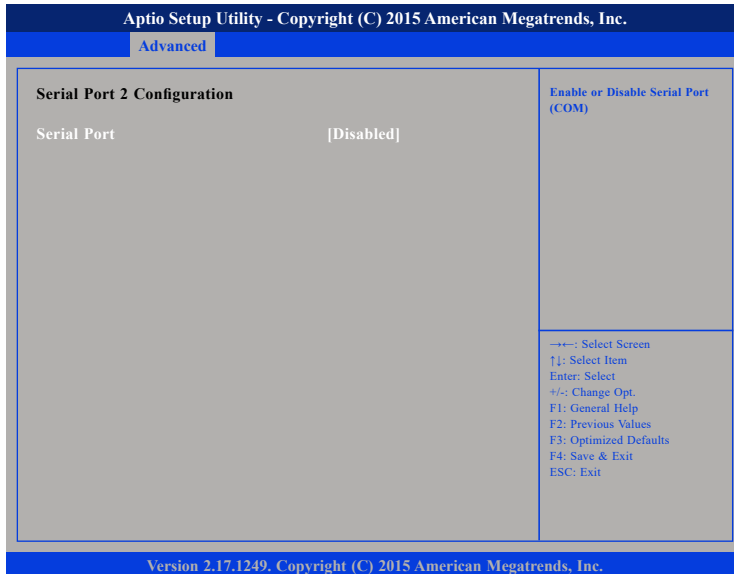 Aptio Setup Utility - Copyright (C) 2015 American Megatrends, Inc.
Advanced
Serial Port 2 Configuration
Serial Port [Disabled]
Enable or Disable Serial Port
(COM)
→←: Select Screen
↑↓: Select Item
Enter: Select
+/-: Change Opt.
F1: General Help
F2: Previous Values
F3: Optimized Defaults
F4: Save & Exit
ESC: Exit
Version 2.17.1249. Copyright (C) 2015 American Megatrends, Inc.